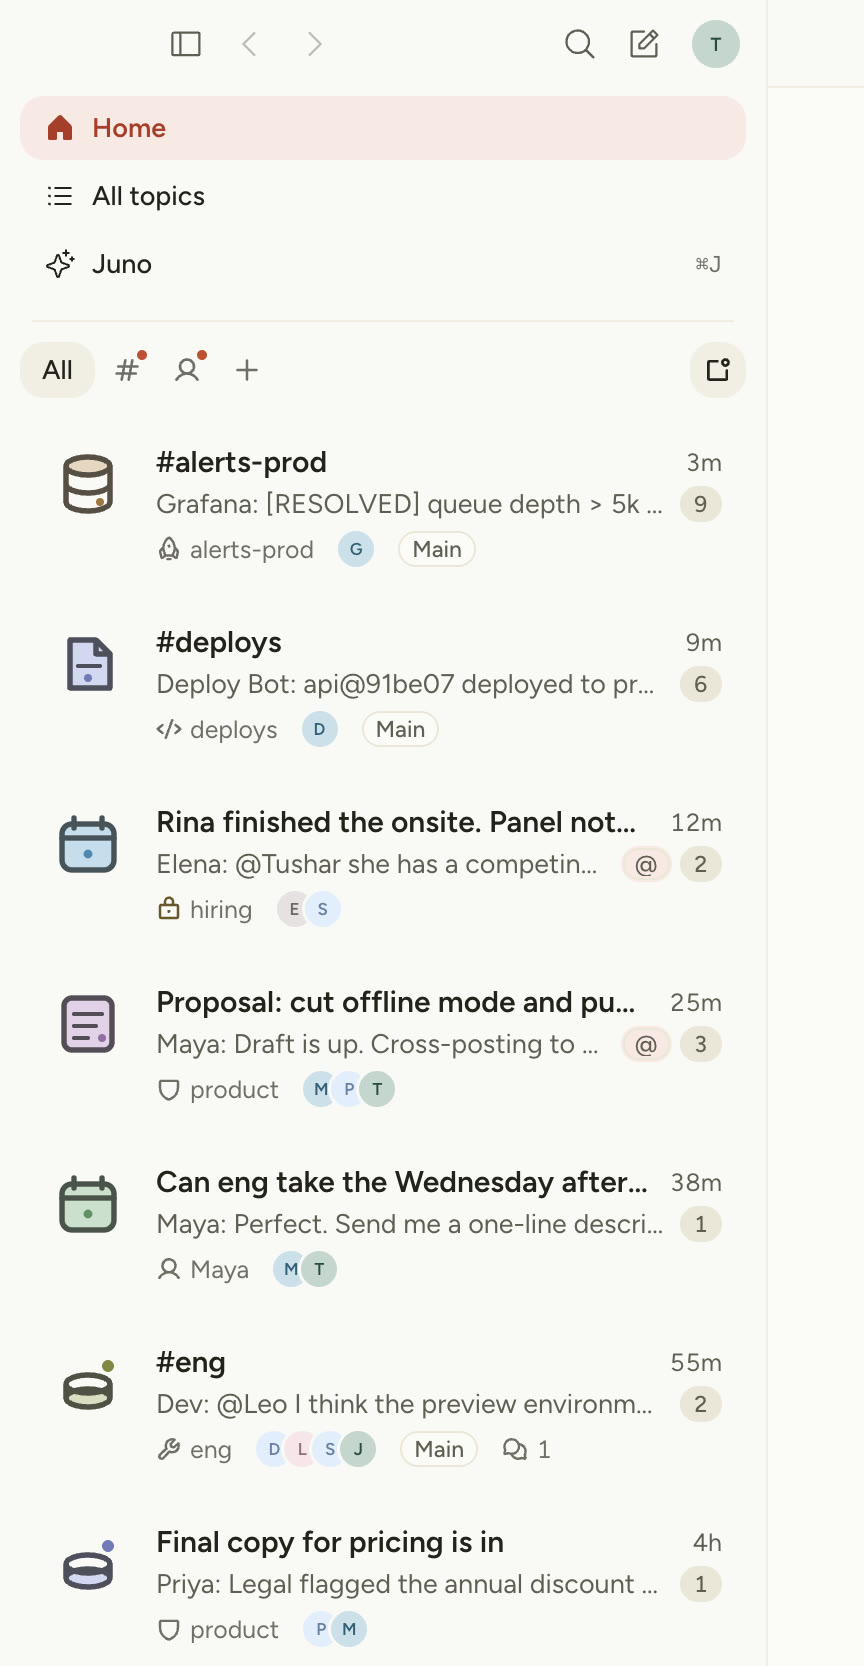 T
Home
All topics
Juno ⌘J
All
#alerts-prod 3m
Grafana: [RESOLVED] queue depth > 5k ... 9
alerts-prod G Main
#deploys 9m
Deploy Bot: api@91be07 deployed to pr... 6
deploys D Main
Rina finished the onsite. Panel not... 12m
Elena: @Tushar she has a competin... @ 2
hiring E S
Proposal: cut offline mode and pu... 25m
Maya: Draft is up. Cross-posting to ... @ 3
product M P T
Can eng take the Wednesday after... 38m
Maya: Perfect. Send me a one-line descri... 1
Maya M T
#eng 55m
Dev: @Leo I think the preview environm... 2
eng D L S J Main 1
Final copy for pricing is in 4h
Priya: Legal flagged the annual discount ... 1
product P M